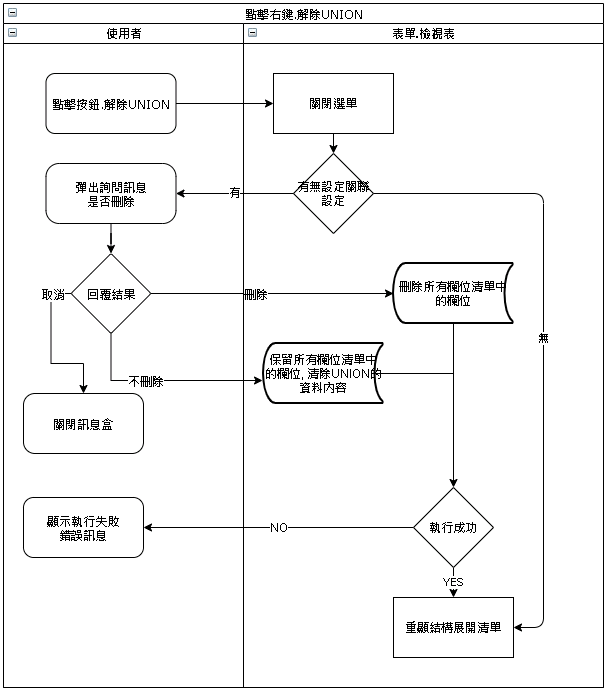 點擊右鍵.解除UNION
使用者
表單.檢視表
點擊按鈕.解除UNION
關閉選單
彈出詢問訊息
是否刪除
有
有無設定關聯
設定
取消
回覆結果
刪除
刪除所有欄位清單中
的欄位
無
不刪除
保留所有欄位清單中
的欄位, 清除UNION的
資料內容
關閉訊息盒
顯示執行失敗
錯誤訊息
NO
執行成功
YES
重顯結構展開清單